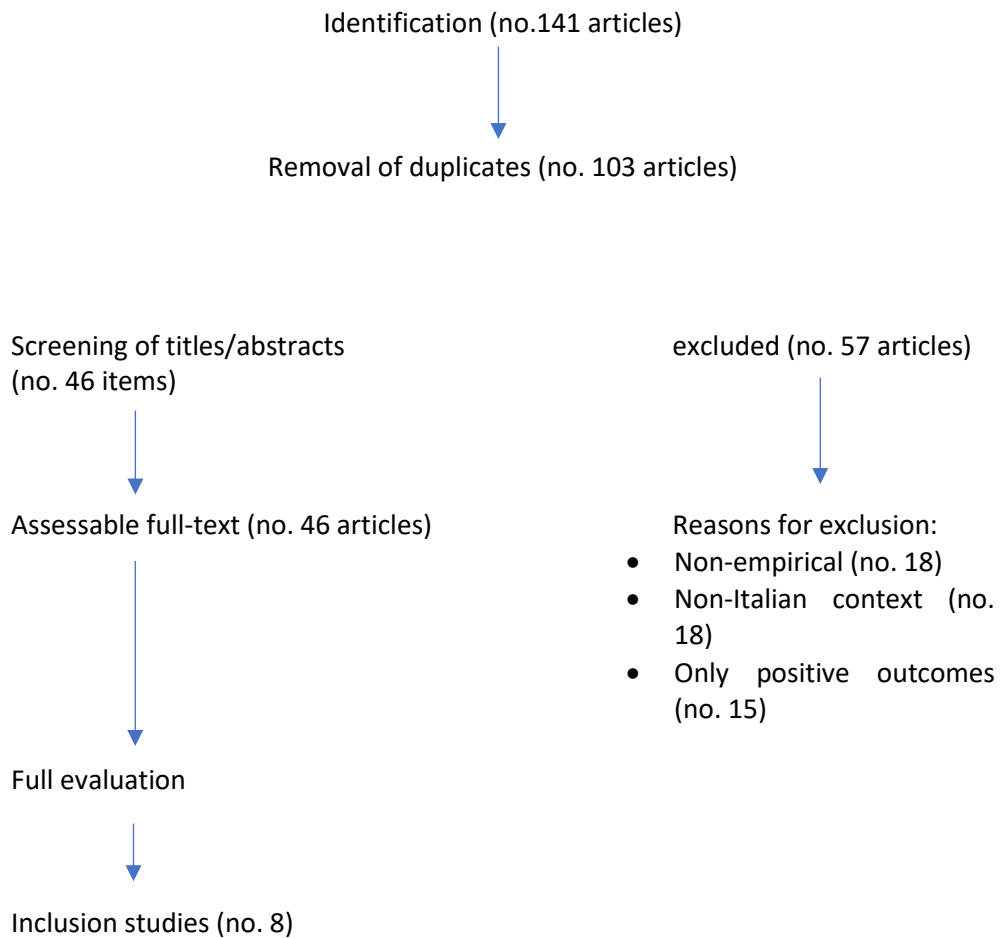 Identification (no.141 articles)
Removal of duplicates (no. 103 articles)
Screening of titles/abstracts
(no. 46 items)
excluded (no. 57 articles)
Assessable full-text (no. 46 articles)
Reasons for exclusion:
• Non-empirical (no. 18)
• Non-Italian context (no.
18)
• Only positive outcomes
(no. 15)
Full evaluation
Inclusion studies (no. 8)